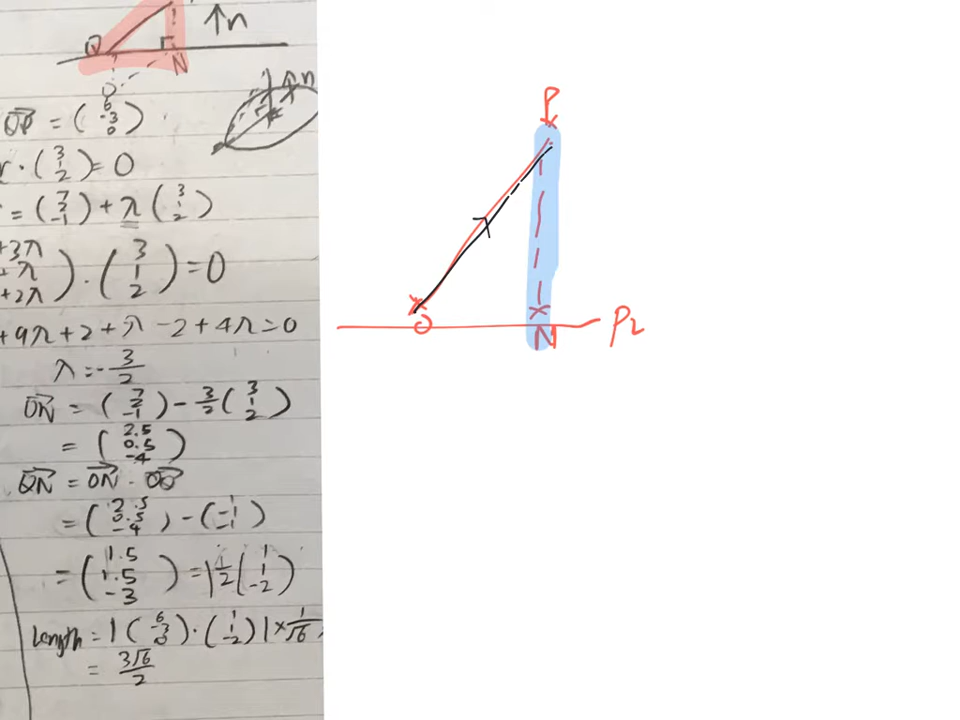 Q N ↑n
↑n
O
OP = (6 -3 0)
r · (3 1 2) = 0
= (7 2 -1) + λ (3 1 2)
+3λ +λ +2λ) · (3 1 2) = 0
+9λ+2+λ-2+4λ=0
λ = -3/2
ON = (7 2 -1) - 3/2 (3 1 2)
= (2.5 0.5 -4)
QN = ON - OQ
= (2.5 0.5 -4) - (1 -1 -1)
= (1.5 1.5 -3) = 1 1/2 (1 1 -2)
Length = |(6 -3 0) · (1 1 -2)| × 1/√6
= 3√6/2
P
O
N
P2